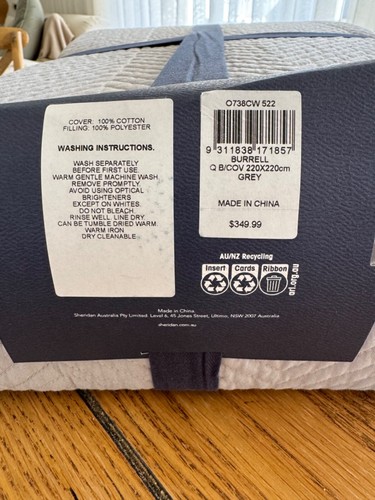 COVER: 100% COTTON
FILLING: 100% POLYESTER
WASHING INSTRUCTIONS.
WASH SEPARATELY
BEFORE FIRST USE.
WARM GENTLE MACHINE WASH.
REMOVE PROMPTLY.
AVOID USING OPTICAL
BRIGHTENERS
EXCEPT ON WHITES.
DO NOT BLEACH.
RINSE WELL. LINE DRY.
CAN BE TUMBLE DRIED WARM.
WARM IRON.
DRY CLEANABLE.
O738CW 522
9 311838 171857
BURRELL
Q B/COV 220X220cm
GREY
MADE IN CHINA
$349.99
AU/NZ Recycling
Insert Cards Ribbon
arl.org.au
Made in China.
Sheridan Australia Pty Limited. Level 6, 45 Jones Street, Ultimo, NSW 2007 Australia
sheridan.com.au